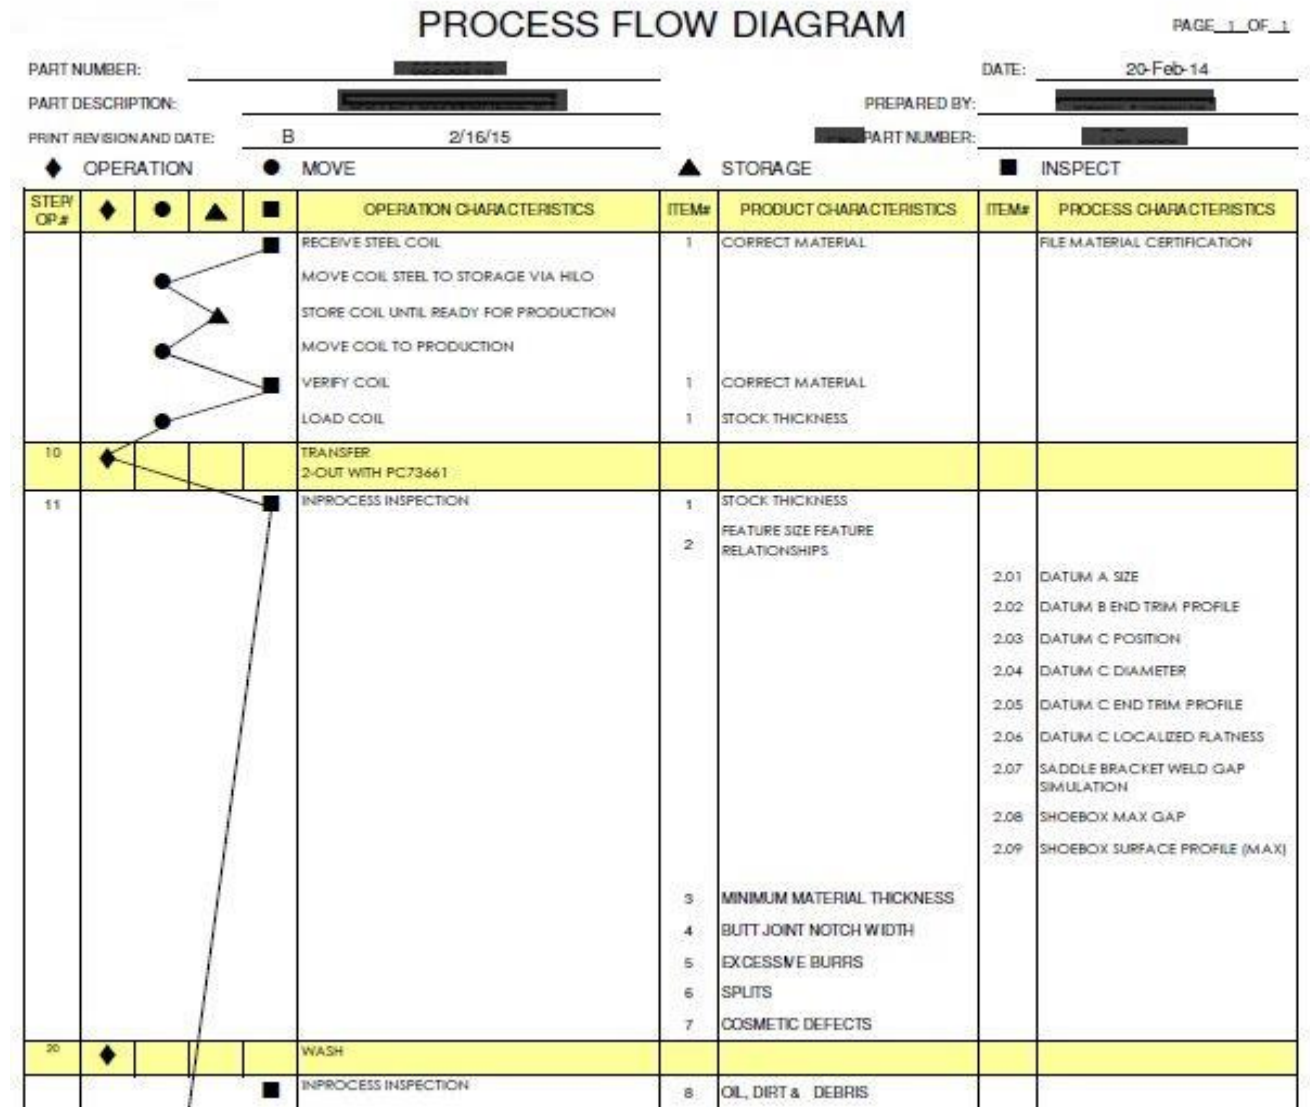 PROCESS FLOW DIAGRAM
PAGE 1 OF 1
PART NUMBER:
DATE: 20-Feb-14
PART DESCRIPTION:
PREPARED BY:
PRINT REVISION AND DATE: B 2/16/15
PART NUMBER:
OPERATION MOVE STORAGE INSPECT
STEP/ OP.# OPERATION CHARACTERISTICS ITEM# PRODUCT CHARACTERISTICS ITEM# PROCESS CHARACTERISTICS
RECEIVE STEEL COIL 1 CORRECT MATERIAL FILE MATERIAL CERTIFICATION
MOVE COIL STEEL TO STORAGE VIA HILO
STORE COIL UNTIL READY FOR PRODUCTION
MOVE COIL TO PRODUCTION
VERIFY COIL 1 CORRECT MATERIAL
LOAD COIL 1 STOCK THICKNESS
10 TRANSFER
2-OUT WITH PC73661
11 INPROCESS INSPECTION 1 STOCK THICKNESS
2 FEATURE SIZE FEATURE
RELATIONSHIPS
2.01 DATUM A SIZE
2.02 DATUM B END TRIM PROFILE
2.03 DATUM C POSITION
2.04 DATUM C DIAMETER
2.05 DATUM C END TRIM PROFILE
2.06 DATUM C LOCALIZED FLATNESS
2.07 SADDLE BRACKET WELD GAP
SIMULATION
2.08 SHOEBOX MAX GAP
2.09 SHOEBOX SURFACE PROFILE (MAX)
3 MINIMUM MATERIAL THICKNESS
4 BUTT JOINT NOTCH WIDTH
5 EXCESSIVE BURRS
6 SPLITS
7 COSMETIC DEFECTS
20 WASH
INPROCESS INSPECTION 8 OIL, DIRT & DEBRIS